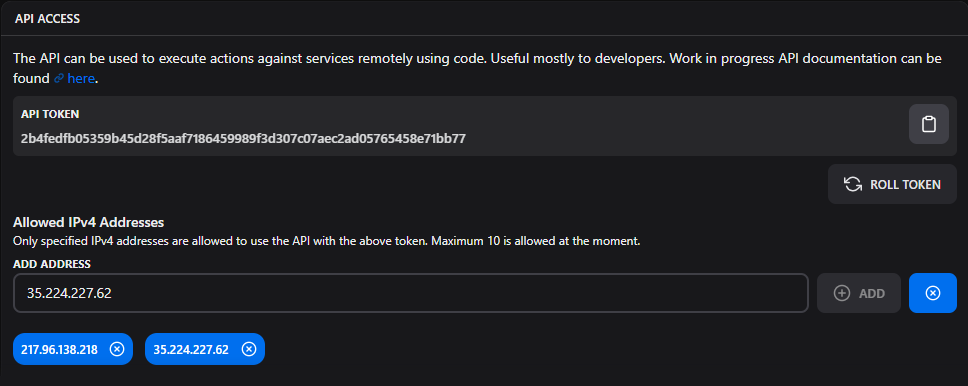 API ACCESS
The API can be used to execute actions against services remotely using code. Useful mostly to developers. Work in progress API documentation can be
found here.
API TOKEN
2b4fedfb05359b45d28f5aaf7186459989f3d307c07aec2ad05765458e71bb77
ROLL TOKEN
Allowed IPv4 Addresses
Only specified IPv4 addresses are allowed to use the API with the above token. Maximum 10 is allowed at the moment.
ADD ADDRESS
35.224.227.62 ADD
217.96.138.218 35.224.227.62